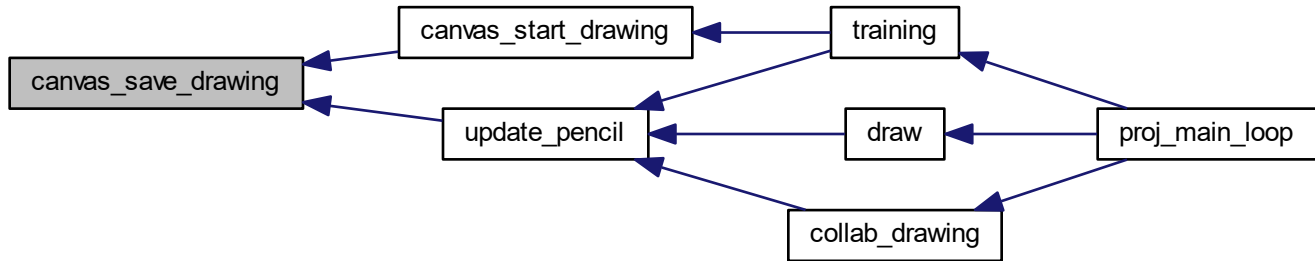 canvas_start_drawing
training
canvas_save_drawing
update_pencil
draw
proj_main_loop
collab_drawing